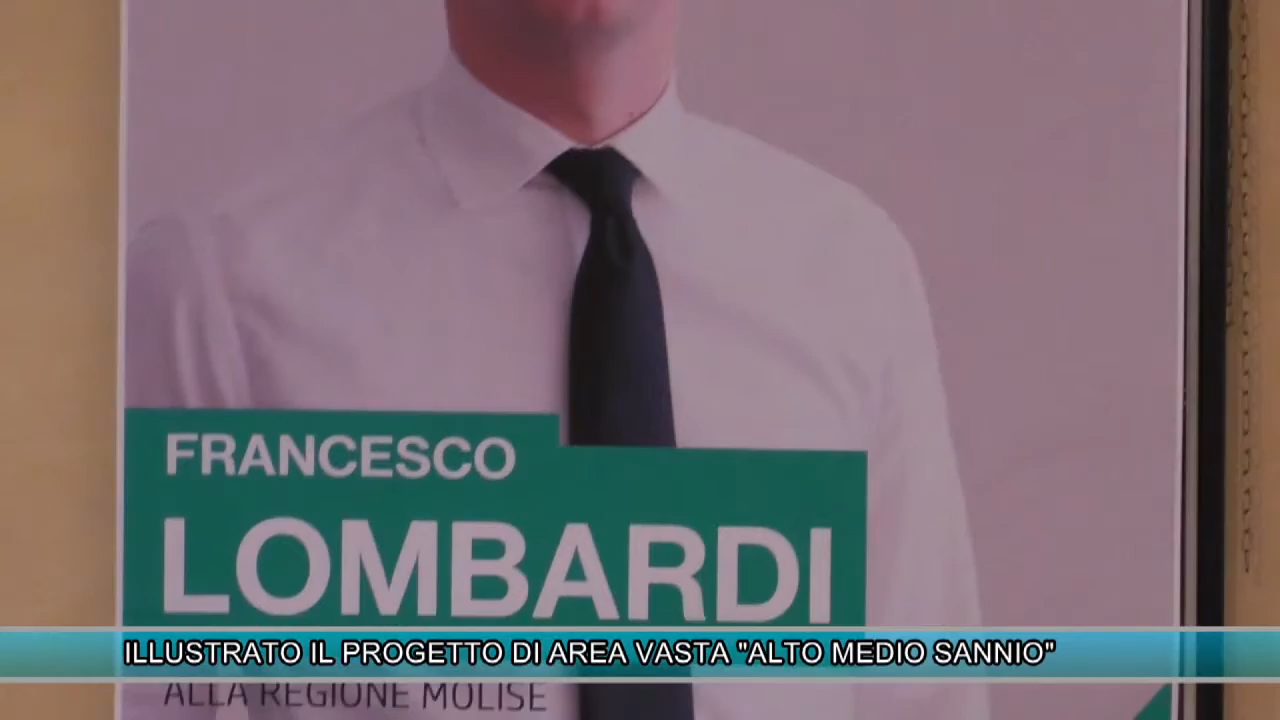 FRANCESCO
LOMBARDI
ILLUSTRATO IL PROGETTO DI AREA VASTA "ALTO MEDIO SANNIO"
ALLA REGIONE MOLISE